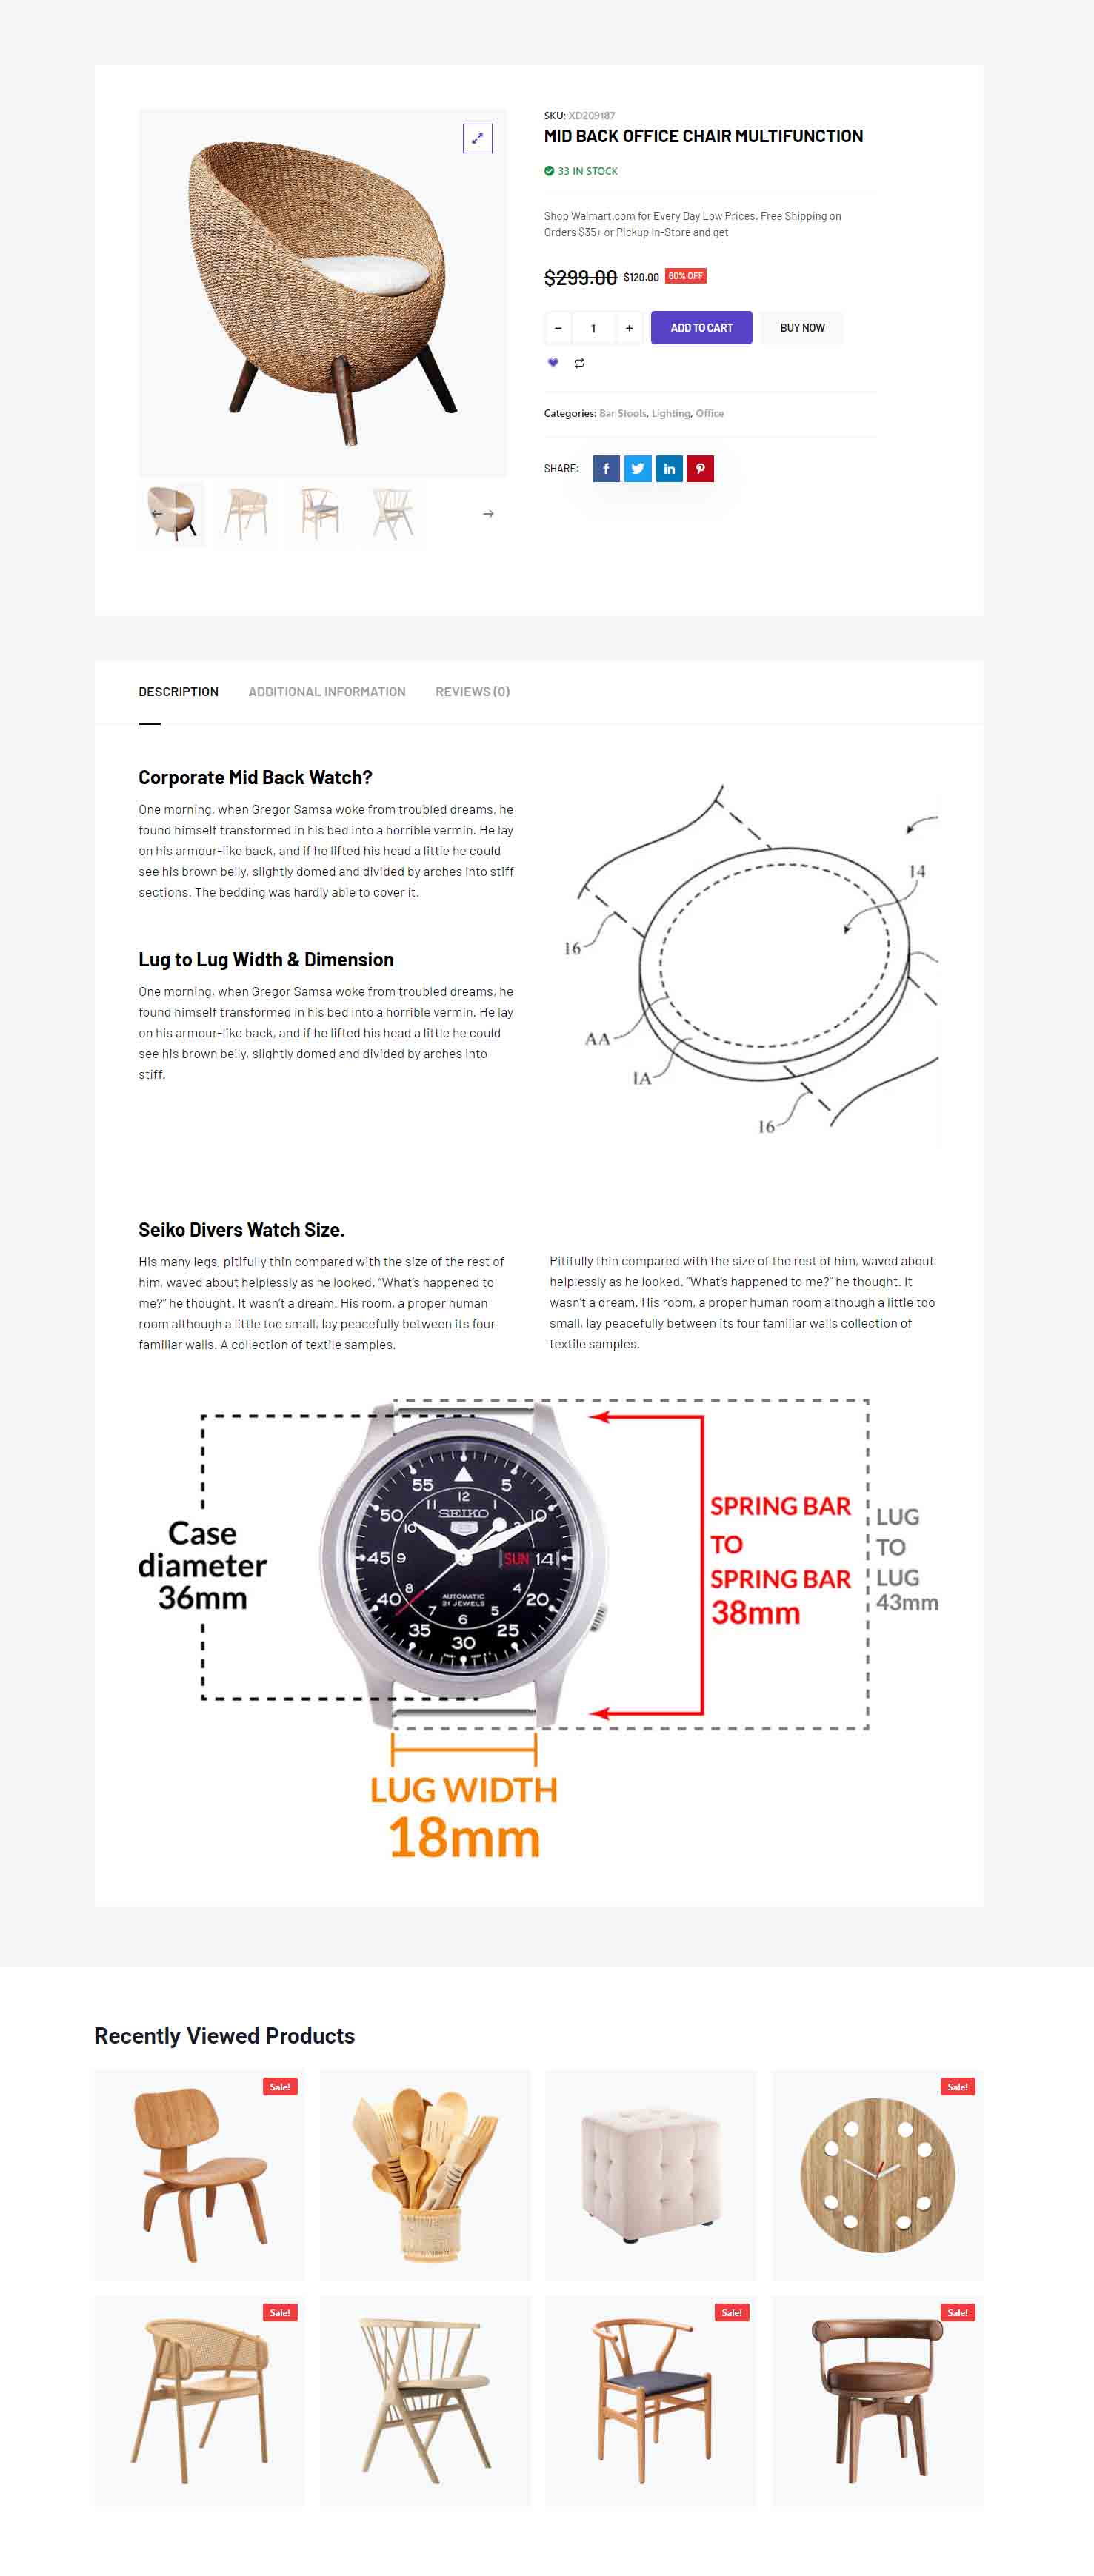 SKU: XD209187
MID BACK OFFICE CHAIR MULTIFUNCTION
33 IN STOCK
Shop Walmart.com for Every Day Low Prices. Free Shipping on
Orders $35+ or Pickup In-Store and get
$299.00 $120.00 60% OFF
- 1 + ADD TO CART BUY NOW
Categories: Bar Stools, Lighting, Office
SHARE:
DESCRIPTION ADDITIONAL INFORMATION REVIEWS (0)
Corporate Mid Back Watch?
One morning, when Gregor Samsa woke from troubled dreams, he
found himself transformed in his bed into a horrible vermin. He lay
on his armour-like back, and if he lifted his head a little he could
see his brown belly, slightly domed and divided by arches into stiff
sections. The bedding was hardly able to cover it.
Lug to Lug Width & Dimension
One morning, when Gregor Samsa woke from troubled dreams, he
found himself transformed in his bed into a horrible vermin. He lay
on his armour-like back, and if he lifted his head a little he could
see his brown belly, slightly domed and divided by arches into
stiff.
14
16
AA
1A
16
Seiko Divers Watch Size.
His many legs, pitifully thin compared with the size of the rest of
him, waved about helplessly as he looked. "What's happened to
me?" he thought. It wasn't a dream. His room, a proper human
room although a little too small, lay peacefully between its four
familiar walls. A collection of textile samples.
Pitifully thin compared with the size of the rest of him, waved about
helplessly as he looked. "What's happened to me?" he thought. It
wasn't a dream. His room, a proper human room although a little too
small, lay peacefully between its four familiar walls collection of
textile samples.
Case
diameter
36mm
55 5
50 10
45
40 20
35 25
30
11 12 1
10
9
8 4
7 6 5
SEIKO
SUN 14
AUTOMATIC
21 JEWELS
SPRING BAR
TO
SPRING BAR
38mm
LUG
TO
LUG
43mm
LUG WIDTH
18mm
Recently Viewed Products
Sale!
Sale!
Sale!
Sale!
Sale!